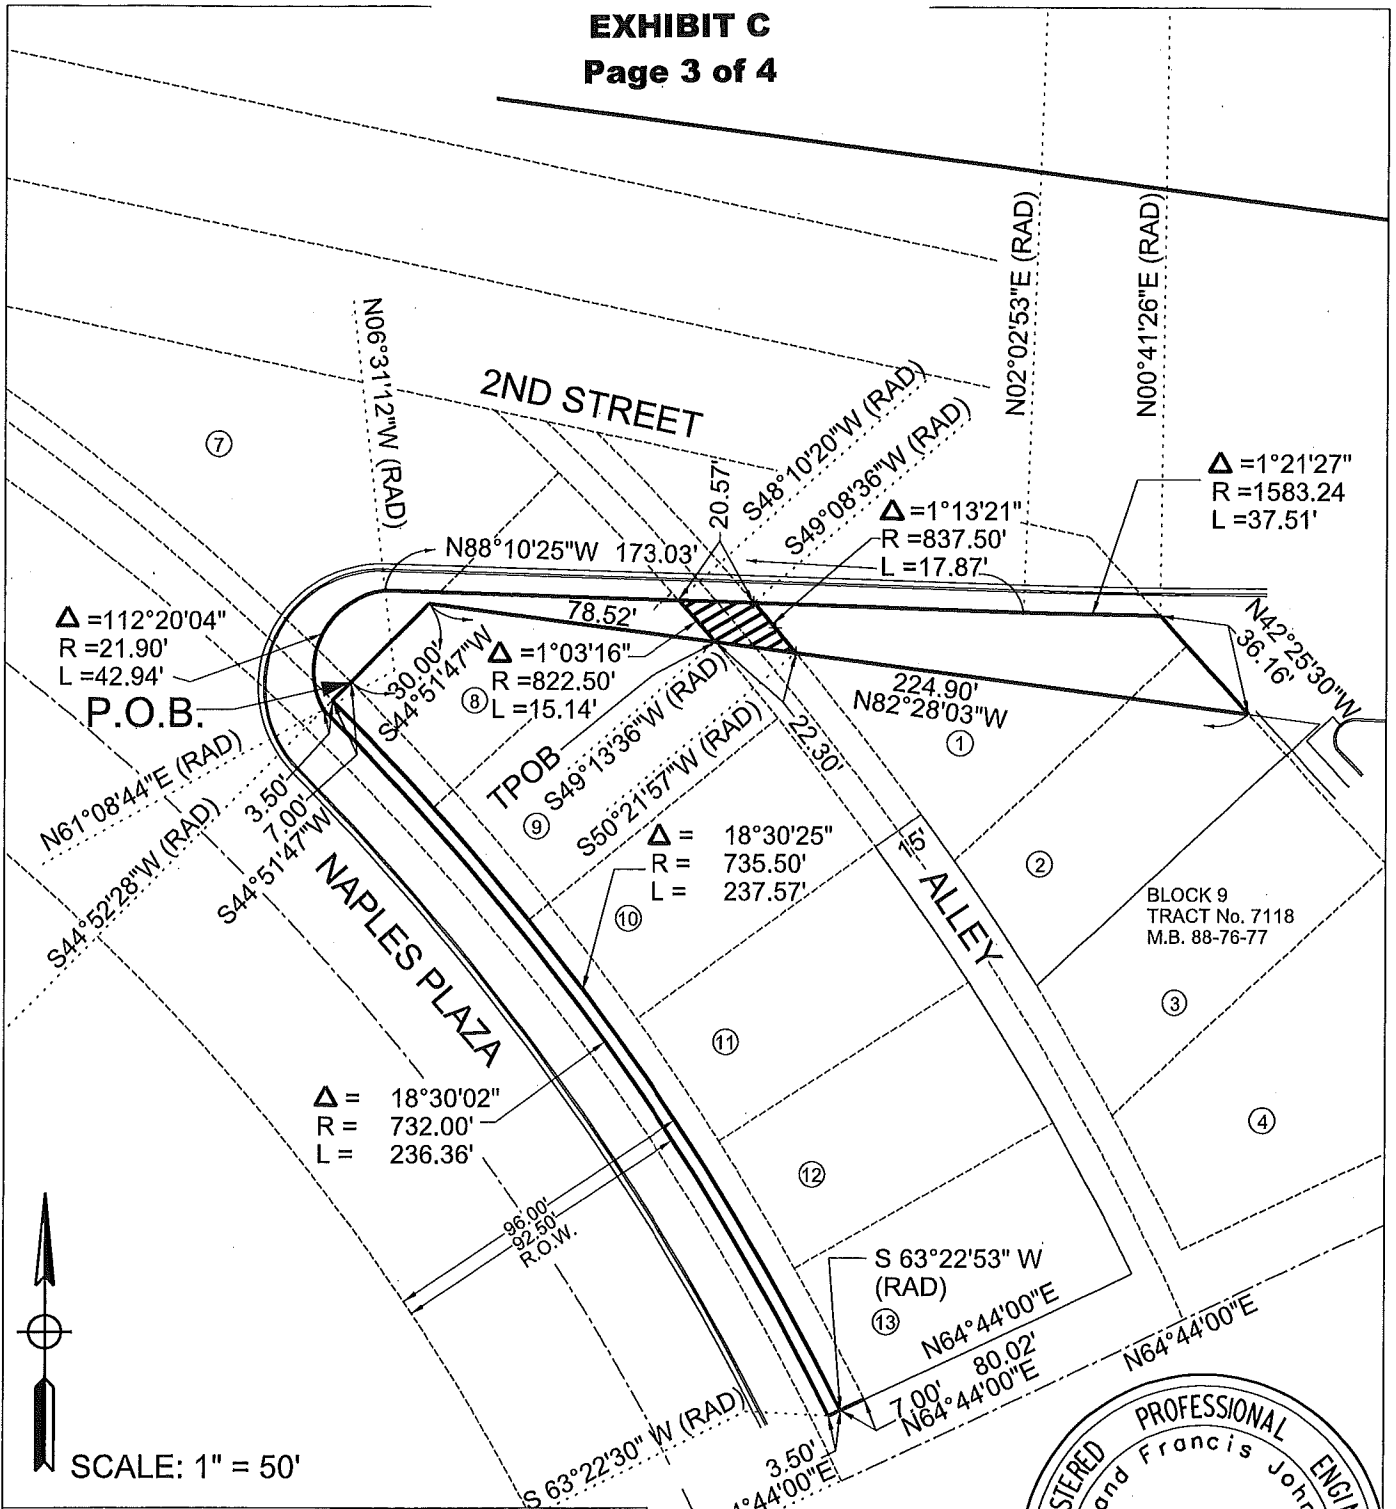 EXHIBIT C
Page 3 of 4
N02°02'53"E (RAD)
N00°41'26"E (RAD)
N06°31'12"W (RAD)
2ND STREET
7
20.57'
S48°10'20"W (RAD)
S49°08'36"W (RAD)
Δ =1°21'27"
R =1583.24
L =37.51'
Δ =1°13'21"
R =837.50'
L =17.87'
N88°10'25"W 173.03'
78.52'
Δ =112°20'04"
R =21.90'
L =42.94'
P.O.B.
30.00'
S44°51'47"W
8
Δ =1°03'16"
R =822.50'
L =15.14'
N42°25'30"W
36.16'
224.90'
N82°28'03"W
1
22.30'
TPOB
S49°13'36"W (RAD)
S50°21'57"W (RAD)
9
N61°08'44"E (RAD)
3.50'
7.00'
S44°51'47"W
S44°52'28"W (RAD)
NAPLES PLAZA
Δ = 18°30'25"
R = 735.50'
L = 237.57'
10
15'
ALLEY
2
BLOCK 9
TRACT No. 7118
M.B. 88-76-77
3
11
4
Δ = 18°30'02"
R = 732.00'
L = 236.36'
12
96.00'
92.50'
R.O.W.
S 63°22'53" W
(RAD)
13
N64°44'00"E
80.02'
7.00'
N64°44'00"E
N64°44'00"E
S 63°22'30" W (RAD)
3.50'
4°44'00"E
SCALE: 1" = 50'
PROFESSIONAL
Francis